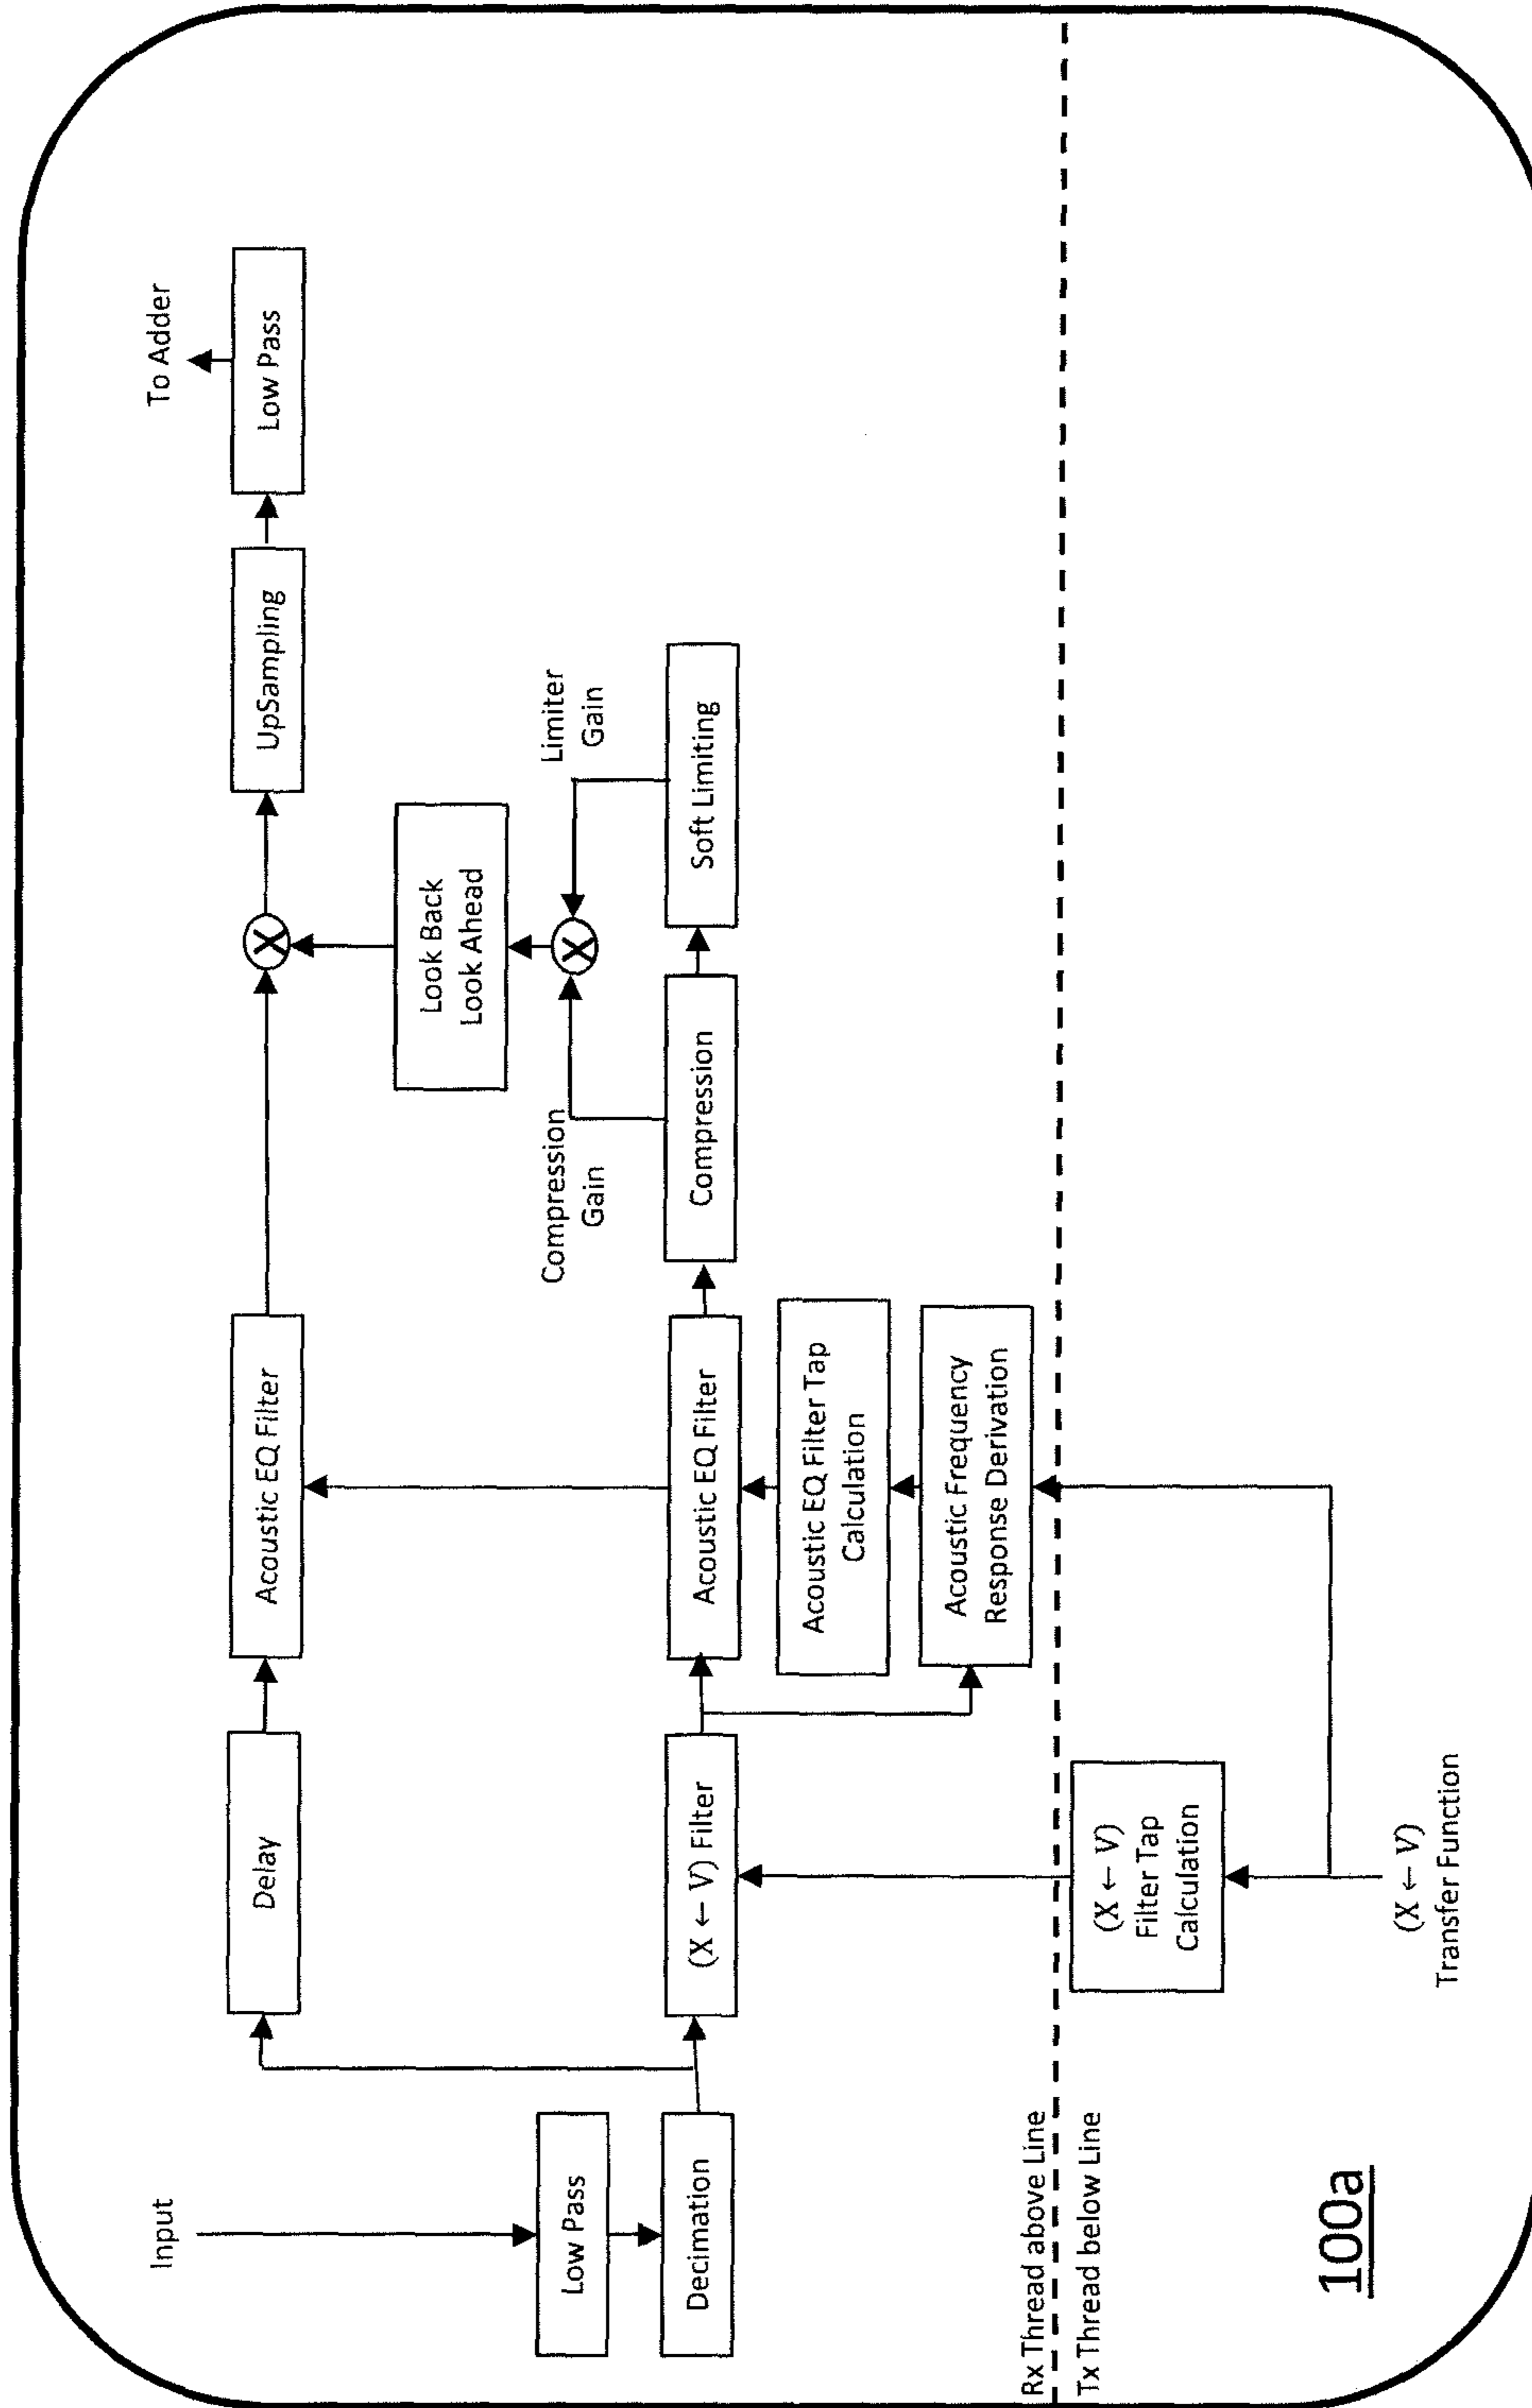 Input
To Adder
Delay
Acoustic EQ Filter
UpSampling
Low Pass
Look Back
Look Ahead
Low Pass
Compression
Gain
Limiter
Gain
Decimation
(X ← V) Filter
Acoustic EQ Filter
Compression
Soft Limiting
Acoustic EQ Filter Tap
Calculation
Acoustic Frequency
Response Derivation
Rx Thread above Line
Tx Thread below Line
(X ← V)
Filter Tap
Calculation
(X ← V)
Transfer Function
100a
X
X